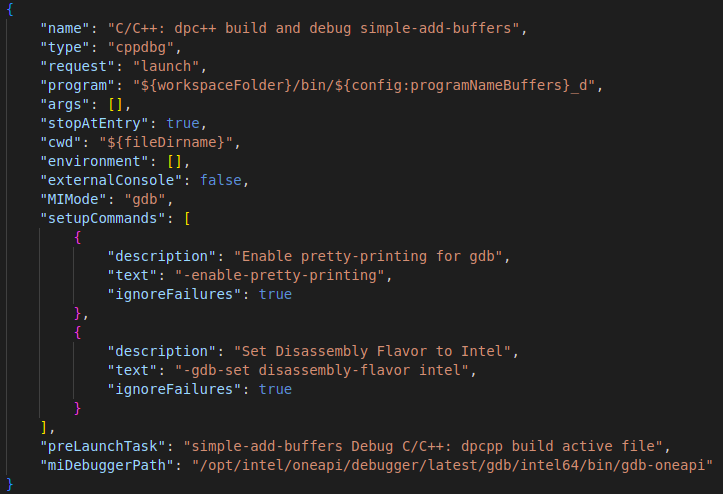 {
"name": "C/C++: dpc++ build and debug simple-add-buffers",
"type": "cppdbg",
"request": "launch",
"program": "${workspaceFolder}/bin/${config:programNameBuffers}_d",
"args": [],
"stopAtEntry": true,
"cwd": "${fileDirname}",
"environment": [],
"externalConsole": false,
"MIMode": "gdb",
"setupCommands": [
{
"description": "Enable pretty-printing for gdb",
"text": "-enable-pretty-printing",
"ignoreFailures": true
},
{
"description": "Set Disassembly Flavor to Intel",
"text": "-gdb-set disassembly-flavor intel",
"ignoreFailures": true
}
],
"preLaunchTask": "simple-add-buffers Debug C/C++: dpcpp build active file",
"miDebuggerPath": "/opt/intel/oneapi/debugger/latest/gdb/intel64/bin/gdb-oneapi"
}